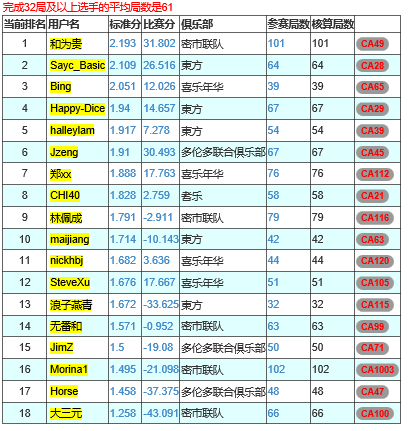 完成32局及以上选手的平均局数是61
当前排名 用户名 标准分 比赛分 俱乐部 参赛局数 核算局数
1 和为贵 2.193 31.802 密市联队 101 101 CA49
2 Sayc_Basic 2.109 26.516 東方 64 64 CA28
3 Bing 2.051 12.026 喜乐年华 39 39 CA65
4 Happy-Dice 1.94 14.657 東方 67 67 CA29
5 halleylam 1.917 7.278 東方 54 54 CA39
6 Jzeng 1.91 30.493 多伦多联合俱乐部 67 67 CA45
7 郑xx 1.888 17.763 喜乐年华 76 76 CA112
8 CHI40 1.828 2.759 耆乐 58 58 CA21
9 林佩成 1.791 -2.911 密市联队 79 79 CA116
10 maijiang 1.714 -10.143 東方 42 42 CA63
11 nickhbj 1.682 3.636 喜乐年华 44 44 CA120
12 SteveXu 1.676 17.667 喜乐年华 51 51 CA105
13 浪子燕青 1.672 -33.625 東方 32 32 CA115
14 无番和 1.571 -0.952 密市联队 63 63 CA99
15 JimZ 1.5 -19.08 多伦多联合俱乐部 50 50 CA71
16 Morina1 1.495 -21.098 密市联队 102 102 CA1003
17 Horse 1.458 -37.375 多伦多联合俱乐部 48 48 CA47
18 大三元 1.258 -43.091 密市联队 66 66 CA100